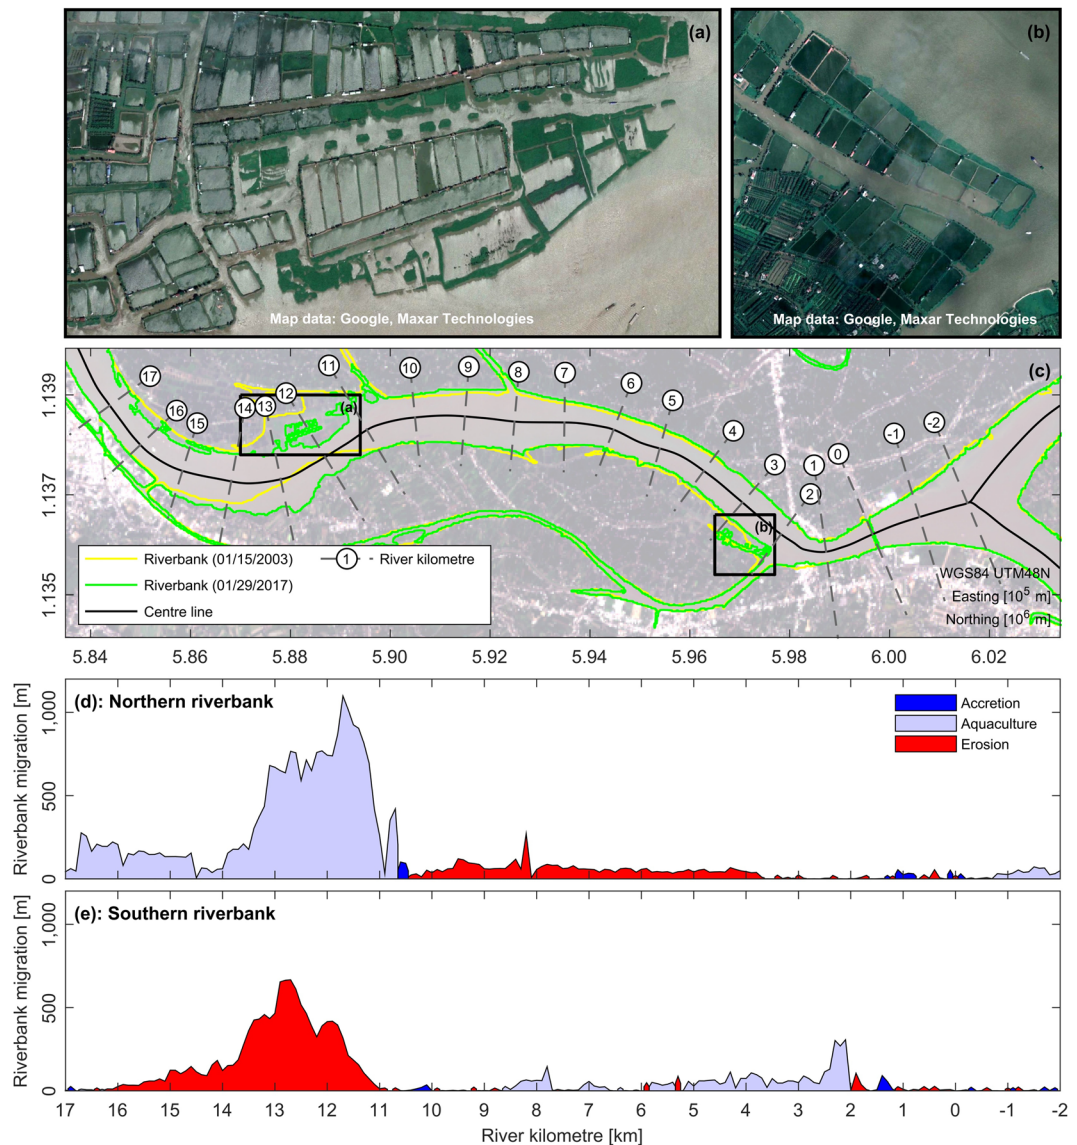 (a)
(b)
Map data: Google, Maxar Technologies
Map data: Google, Maxar Technologies
(c)
1.139
1.137
1.135
17
16
15
14
13
12
11
10
9
8
7
6
5
4
3
2
1
0
-1
-2
(a)
(b)
Riverbank (01/15/2003)
1 River kilometre
Riverbank (01/29/2017)
Centre line
WGS84 UTM48N
Easting [10⁵ m]
Northing [10⁶ m]
5.84 5.86 5.88 5.90 5.92 5.94 5.96 5.98 6.00 6.02
(d): Northern riverbank
Accretion
Aquaculture
Erosion
Riverbank migration [m]
1,000
500
0
(e): Southern riverbank
Riverbank migration [m]
1,000
500
0
17 16 15 14 13 12 11 10 9 8 7 6 5 4 3 2 1 0 -1 -2
River kilometre [km]